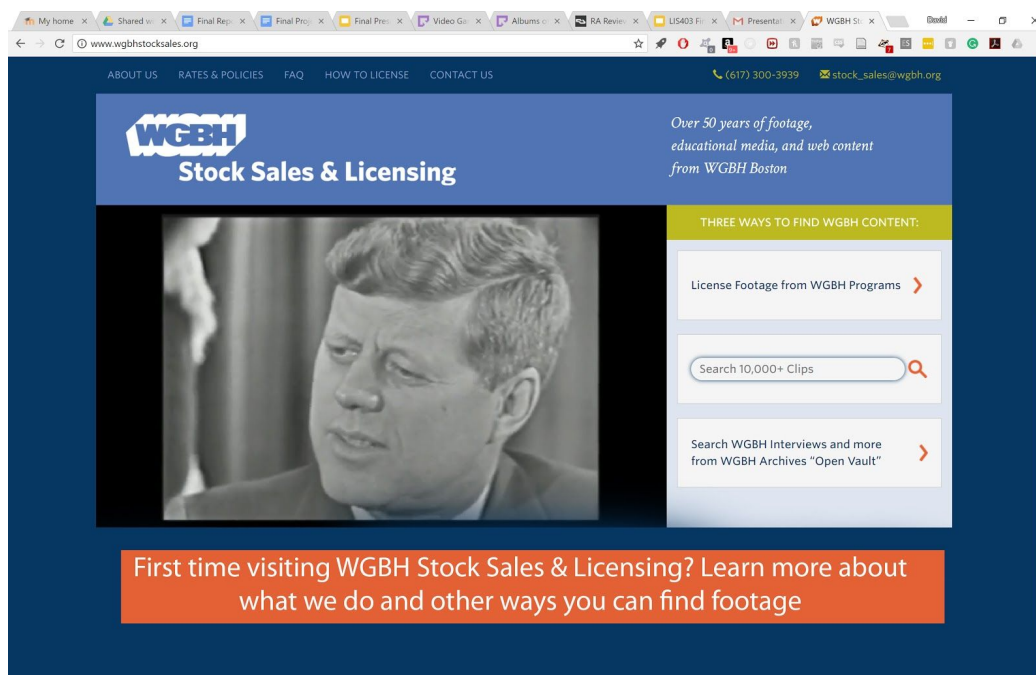 My home
Shared w
Final Rep
Final Proj
Final Pres
Video Ga
Albums
RA Review
LIS403 Fi
Presentat
WGBH St
David
www.wgbhstocksales.org
ABOUT US RATES & POLICIES FAQ HOW TO LICENSE CONTACT US
(617) 300-3939 stock_sales@wgbh.org
WGBH
Stock Sales & Licensing
Over 50 years of footage,
educational media, and web content
from WGBH Boston
THREE WAYS TO FIND WGBH CONTENT:
License Footage from WGBH Programs
Search 10,000+ Clips
Search WGBH Interviews and more
from WGBH Archives “Open Vault”
First time visiting WGBH Stock Sales & Licensing? Learn more about
what we do and other ways you can find footage